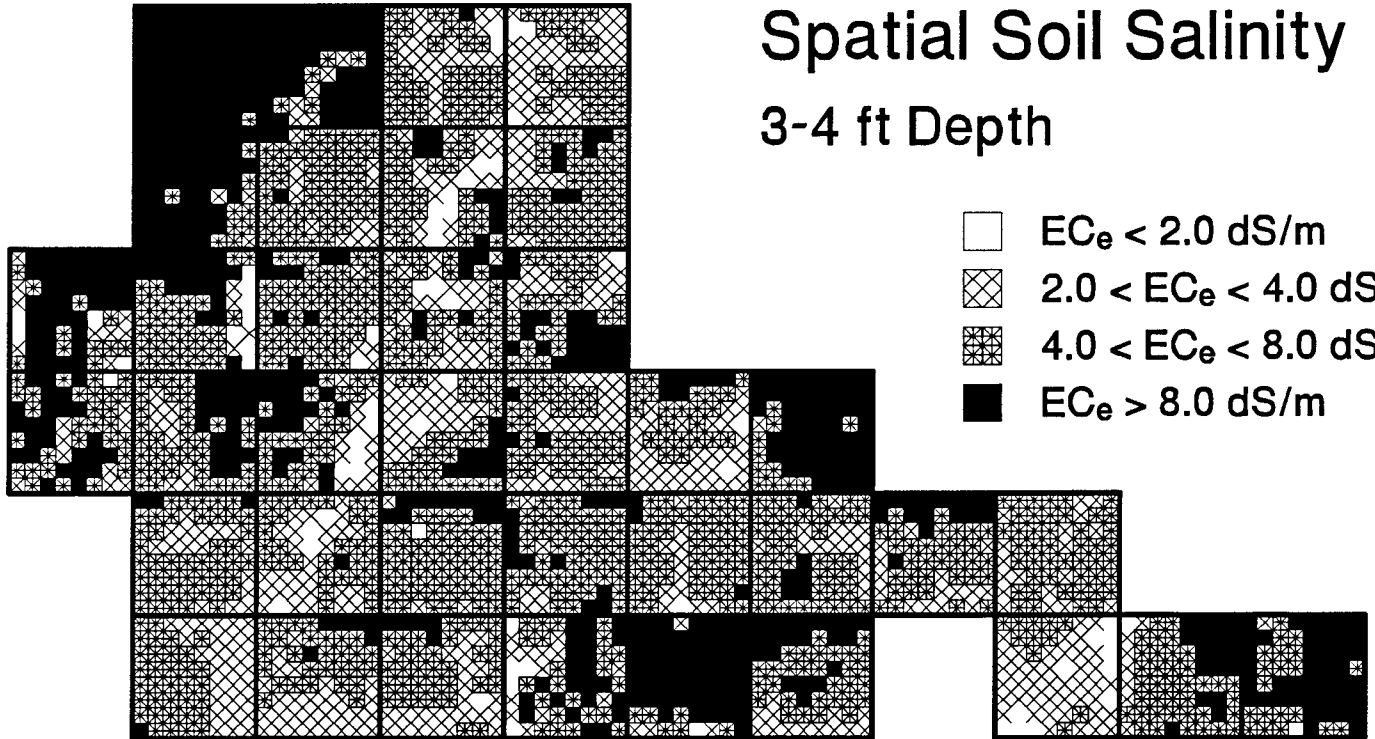 Spatial Soil Salinity
3-4 ft Depth
ECe < 2.0 dS/m
2.0 < ECe < 4.0 dS
4.0 < ECe < 8.0 dS
ECe > 8.0 dS/m